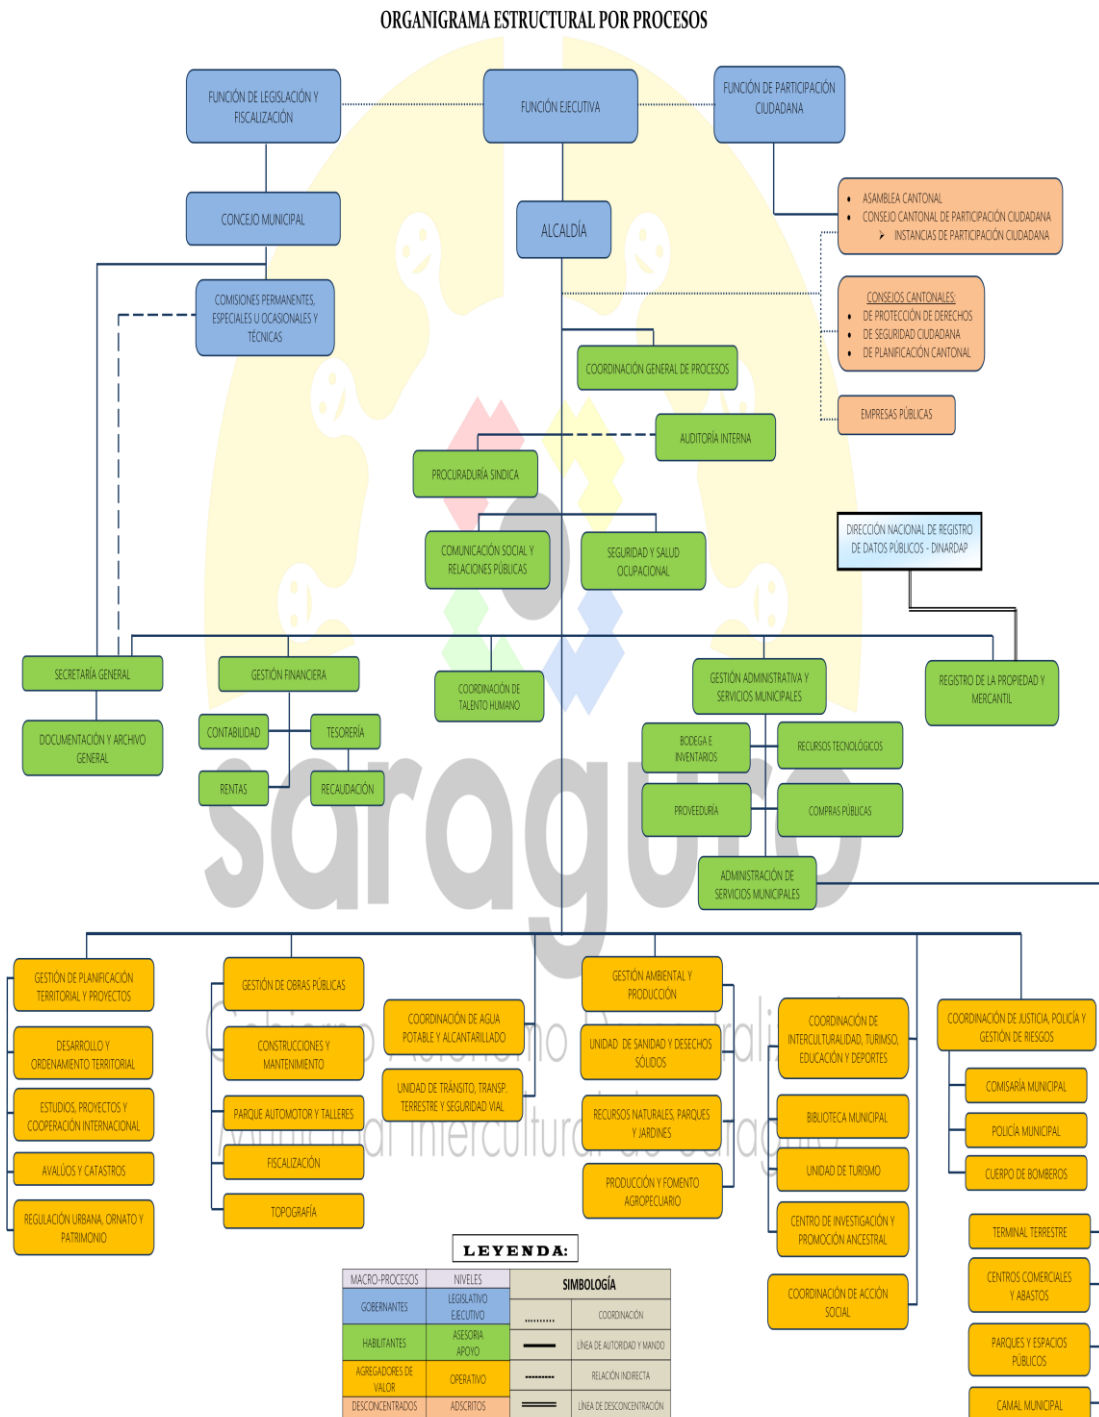 ORGANIGRAMA ESTRUCTURAL POR PROCESOS
FUNCIÓN DE LEGISLACIÓN Y
FISCALIZACIÓN
FUNCIÓN EJECUTIVA
FUNCIÓN DE PARTICIPACIÓN
CIUDADANA
CONCEJO MUNICIPAL
ALCALDÍA
• ASAMBLEA CANTONAL
• CONSEJO CANTONAL DE PARTICIPACIÓN CIUDADANA
➢ INSTANCIAS DE PARTICIPACIÓN CIUDADANA
COMISIONES PERMANENTES,
ESPECIALES U OCASIONALES Y
TÉCNICAS
CONSEJOS CANTONALES:
• DE PROTECCIÓN DE DERECHOS
• DE SEGURIDAD CIUDADANA
• DE PLANIFICACIÓN CANTONAL
COORDINACIÓN GENERAL DE PROCESOS
EMPRESAS PÚBLICAS
AUDITORÍA INTERNA
PROCURADURÍA SINDICA
COMUNICACIÓN SOCIAL Y
RELACIONES PÚBLICAS
SEGURIDAD Y SALUD
OCUPACIONAL
DIRECCIÓN NACIONAL DE REGISTRO
DE DATOS PÚBLICOS - DINARDAP
SECRETARÍA GENERAL
DOCUMENTACIÓN Y ARCHIVO
GENERAL
GESTIÓN FINANCIERA
CONTABILIDAD
TESORERÍA
RENTAS
RECAUDACIÓN
COORDINACIÓN DE
TALENTO HUMANO
GESTIÓN ADMINISTRATIVA Y
SERVICIOS MUNICIPALES
BODEGA E
INVENTARIOS
RECURSOS TECNOLÓGICOS
PROVEEDURÍA
COMPRAS PÚBLICAS
ADMINISTRACIÓN DE
SERVICIOS MUNICIPALES
REGISTRO DE LA PROPIEDAD Y
MERCANTIL
saraguro
GESTIÓN DE PLANIFICACIÓN
TERRITORIAL Y PROYECTOS
DESARROLLO Y
ORDENAMIENTO TERRITORIAL
ESTUDIOS, PROYECTOS Y
COOPERACIÓN INTERNACIONAL
AVALÚOS Y CATASTROS
REGULACIÓN URBANA, ORNATO Y
PATRIMONIO
GESTIÓN DE OBRAS PÚBLICAS
CONSTRUCCIONES Y
MANTENIMIENTO
PARQUE AUTOMOTOR Y TALLERES
FISCALIZACIÓN
TOPOGRAFÍA
COORDINACIÓN DE AGUA
POTABLE Y ALCANTARILLADO
UNIDAD DE TRÁNSITO, TRANSP.
TERRESTRE Y SEGURIDAD VIAL
GESTIÓN AMBIENTAL Y
PRODUCCIÓN
UNIDAD DE SANIDAD Y DESECHOS
SÓLIDOS
RECURSOS NATURALES, PARQUES
Y JARDINES
PRODUCCIÓN Y FOMENTO
AGROPECUARIO
COORDINACIÓN DE
INTERCULTURALIDAD, TURIMSO,
EDUCACIÓN Y DEPORTES
BIBLIOTECA MUNICIPAL
UNIDAD DE TURISMO
CENTRO DE INVESTIGACIÓN Y
PROMOCIÓN ANCESTRAL
COORDINACIÓN DE ACCIÓN
SOCIAL
COORDINACIÓN DE JUSTICIA, POLICÍA Y
GESTIÓN DE RIESGOS
COMISARÍA MUNICIPAL
POLICÍA MUNICIPAL
CUERPO DE BOMBEROS
TERMINAL TERRESTRE
CENTROS COMERCIALES
Y ABASTOS
PARQUES Y ESPACIOS
PÚBLICOS
CAMAL MUNICIPAL
LEYENDA:
MACRO-PROCESOS NIVELES SIMBOLOGÍA
GOBERNANTES
LEGISLATIVO
EJECUTIVO
COORDINACIÓN
HABILITANTES
ASESORIA
APOYO
LÍNEA DE AUTORIDAD Y MANDO
AGREGADORES DE
VALOR
OPERATIVO
RELACIÓN INDIRECTA
DESCONCENTRADOS
ADSCRITOS
LÍNEA DE DESCONCENTRACIÓN